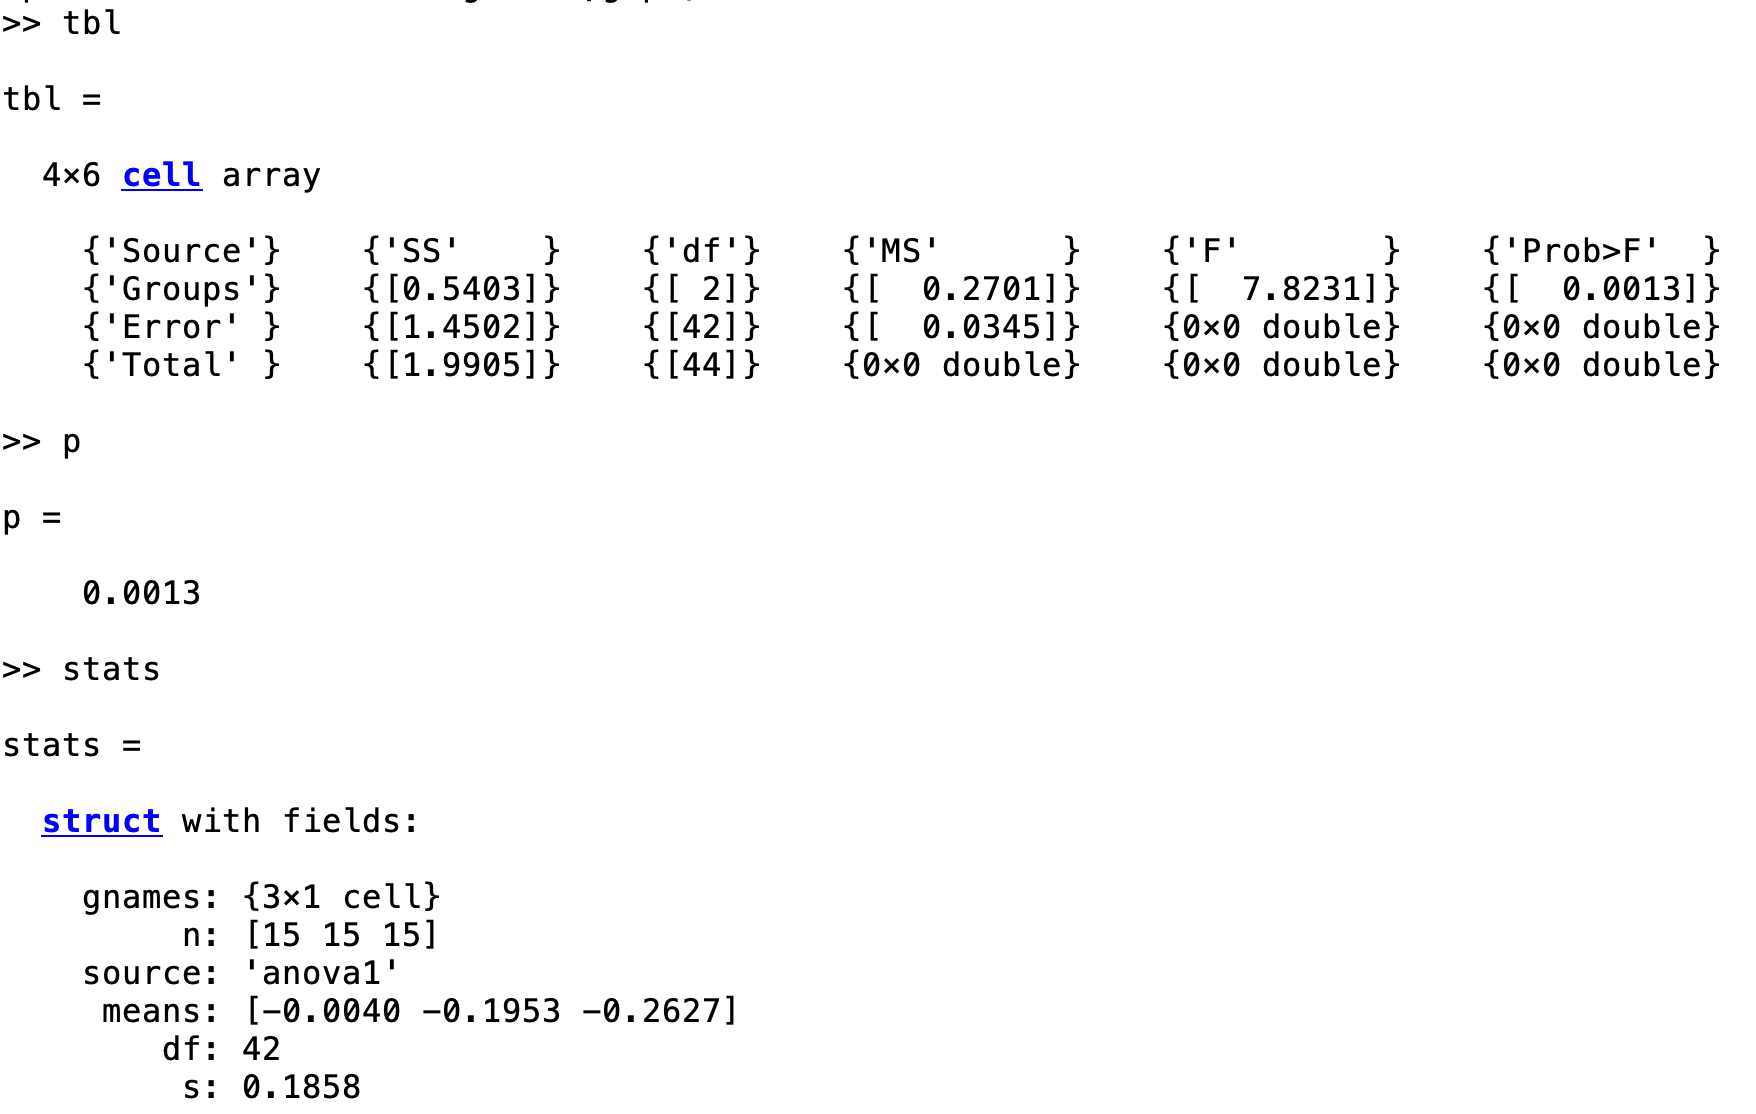 >> tbl
tbl =
4×6 cell array
{'Source'} {'SS' } {'df'} {'MS' } {'F' } {'Prob>F' }
{'Groups'} {[0.5403]} {[ 2]} {[ 0.2701]} {[ 7.8231]} {[ 0.0013]}
{'Error' } {[1.4502]} {[42]} {[ 0.0345]} {0×0 double} {0×0 double}
{'Total' } {[1.9905]} {[44]} {0×0 double} {0×0 double} {0×0 double}
>> p
p =
0.0013
>> stats
stats =
struct with fields:
gnames: {3×1 cell}
n: [15 15 15]
source: 'anova1'
means: [-0.0040 -0.1953 -0.2627]
df: 42
s: 0.1858